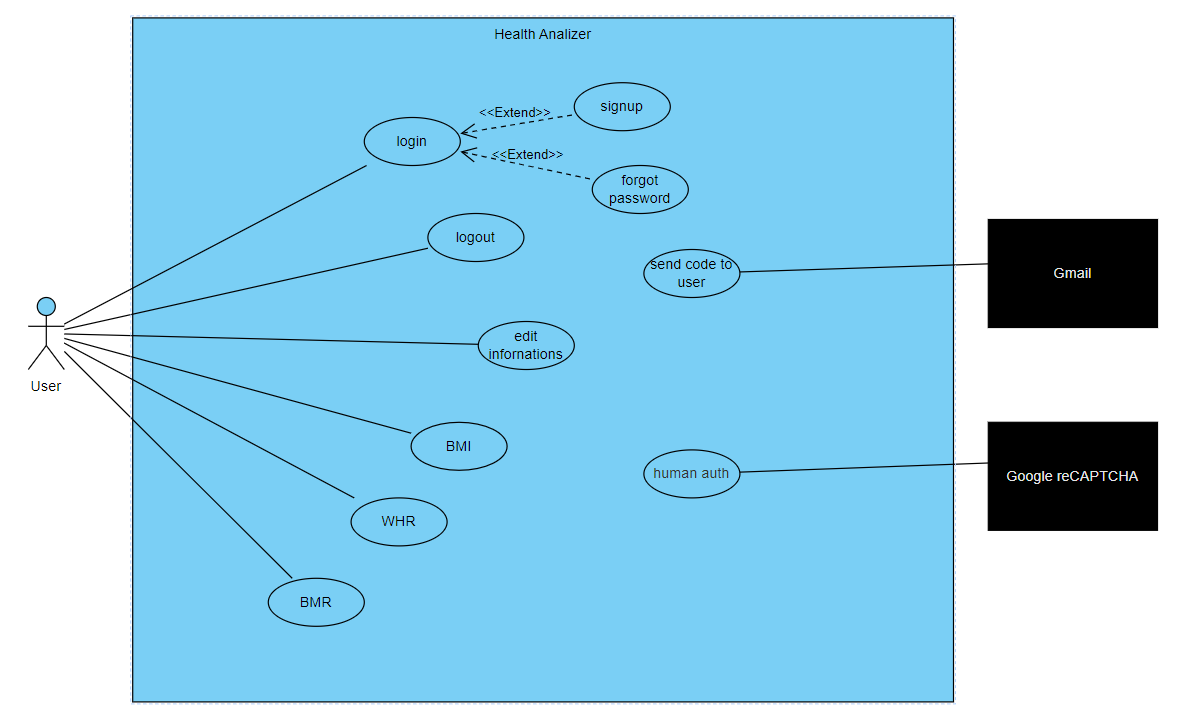 Health Analizer
<<Extend>>
signup
login
<<Extend>>
forgot
password
logout
send code to
user
Gmail
edit
infornations
User
BMI
human auth
Google reCAPTCHA
WHR
BMR